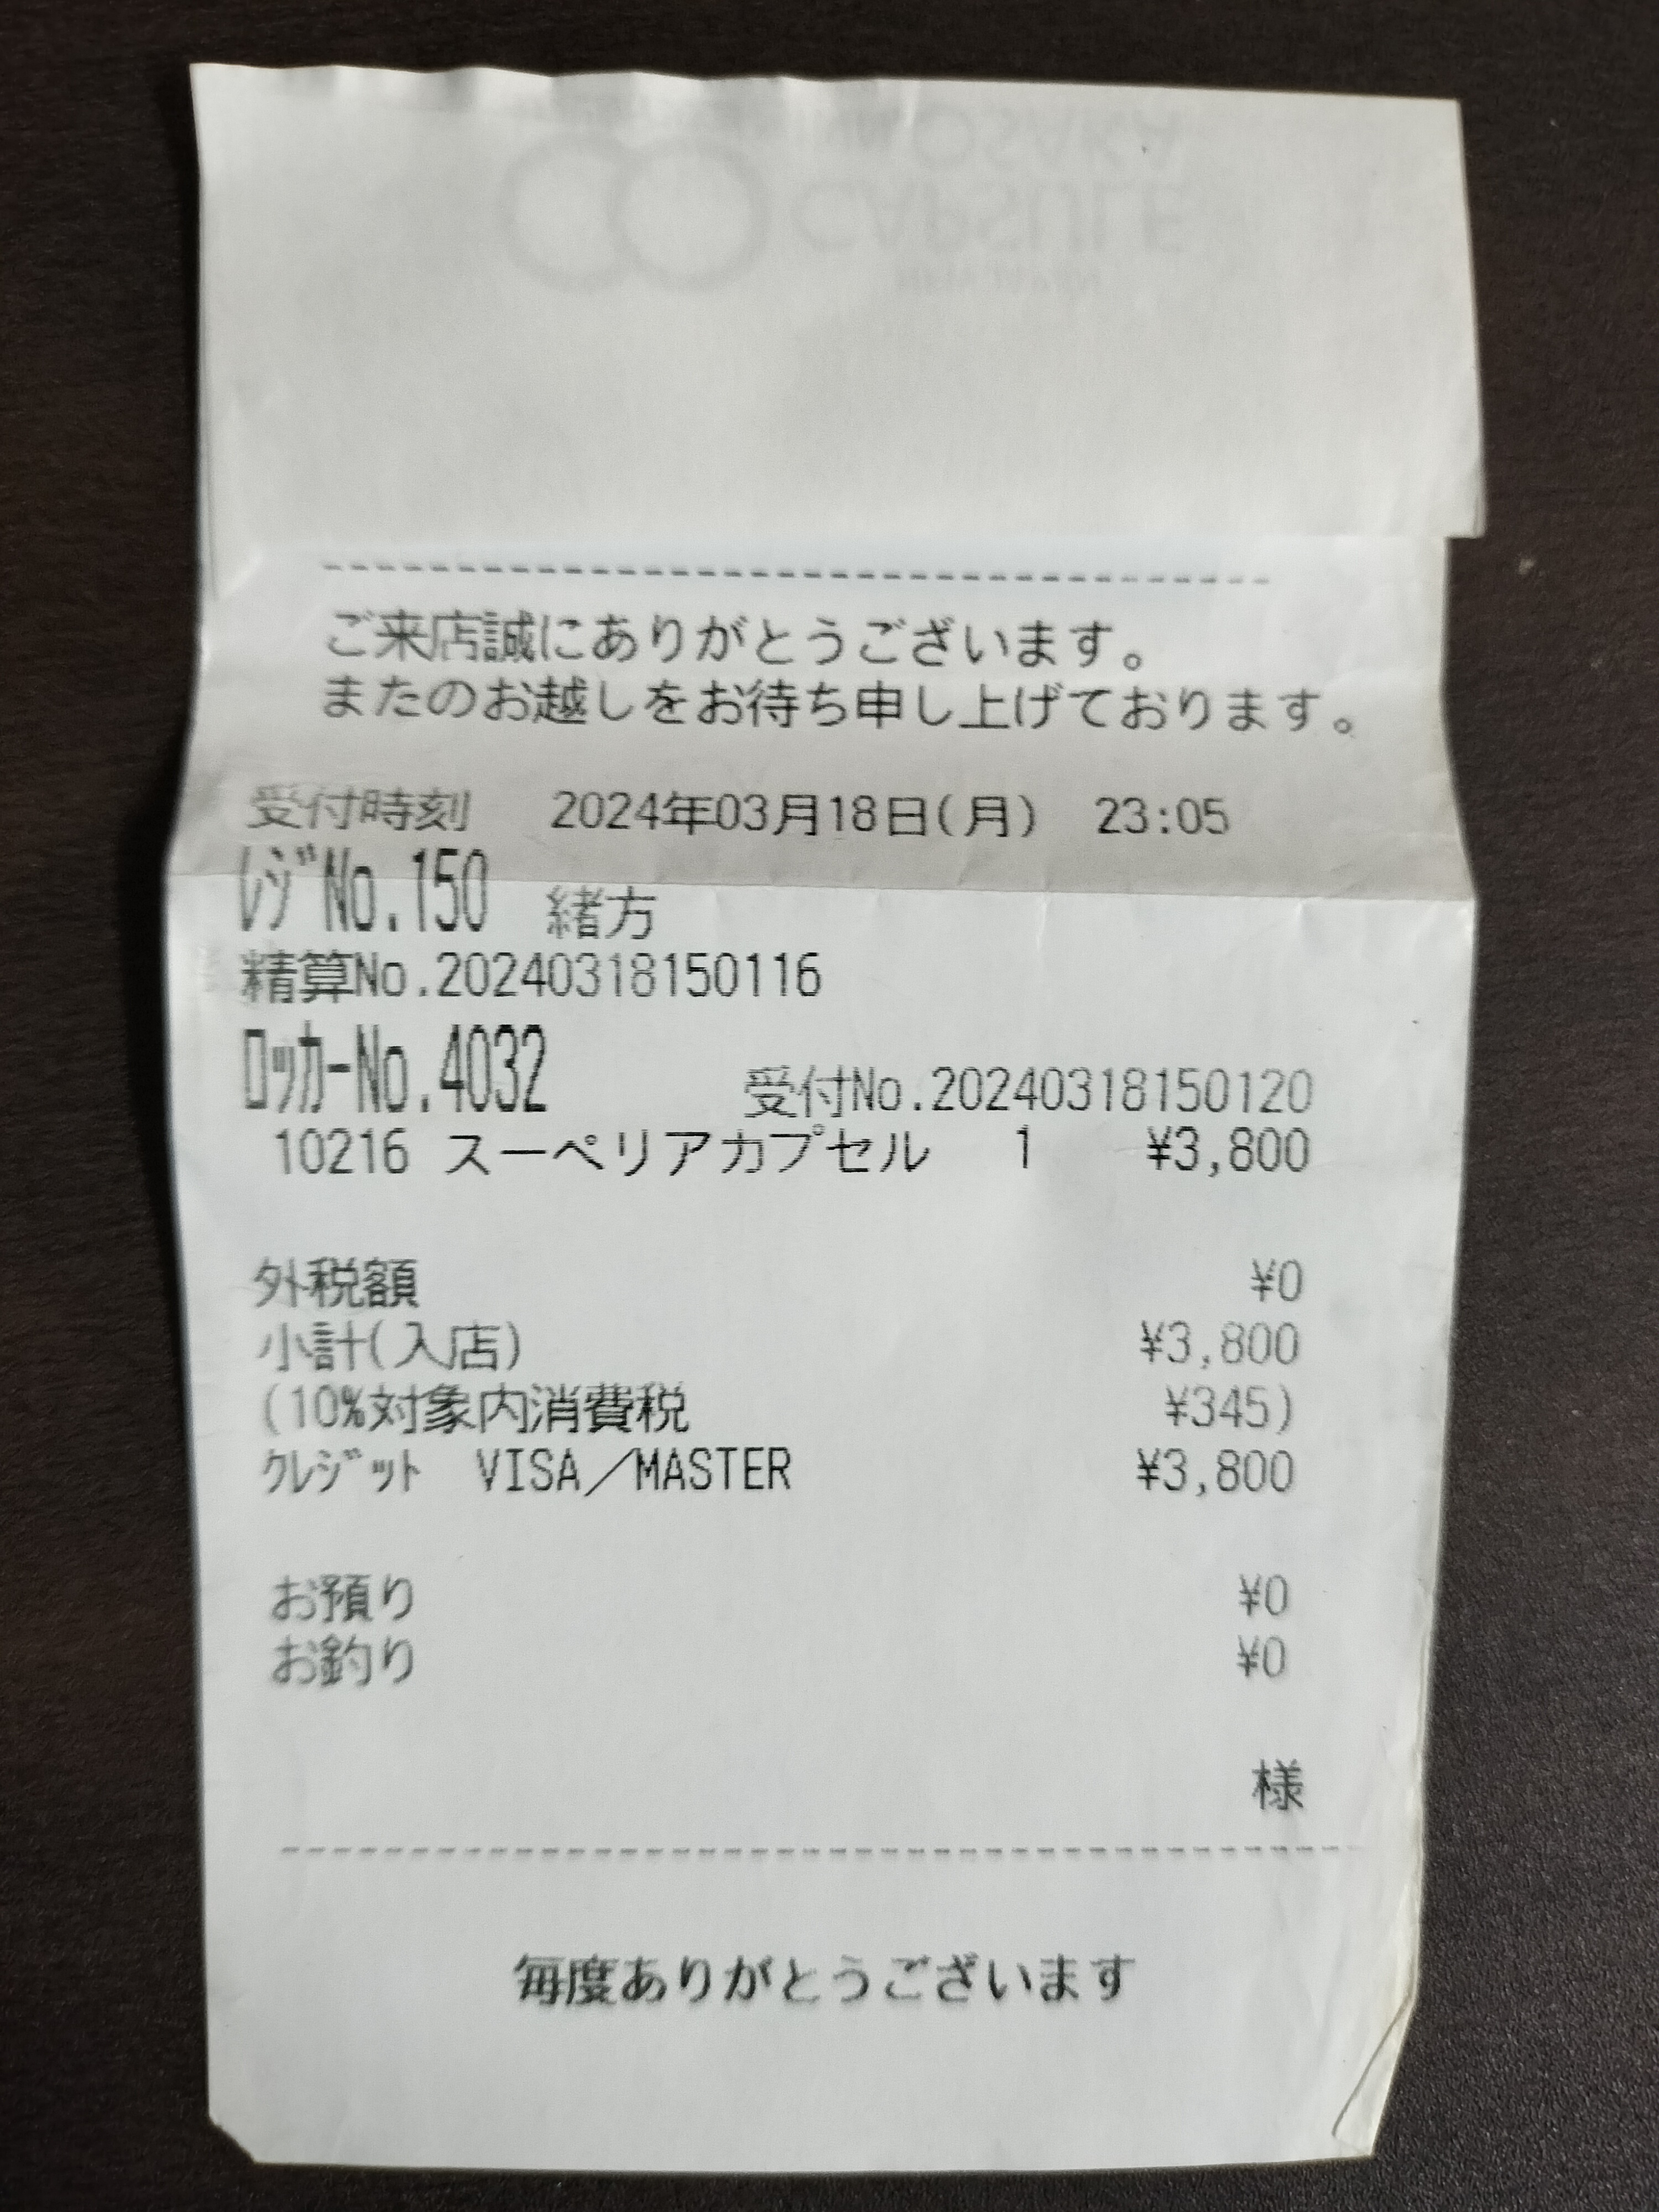 OSAKA
CAPSULE
ご来店誠にありがとうございます。
またのお越しをお待ち申し上げております。
受付時刻 2024年03月18日(月) 23:05
ﾚｼﾞNo.150 緒方
精算No.20240318150116
ﾛｯｶｰNo.4032 受付No.20240318150120
10216 スーペリアカプセル 1 ¥3,800
外税額 ¥0
小計(入店) ¥3,800
(10%対象内消費税 ¥345)
ｸﾚｼﾞｯﾄ VISA／MASTER ¥3,800
お預り ¥0
お釣り ¥0
様
毎度ありがとうございます